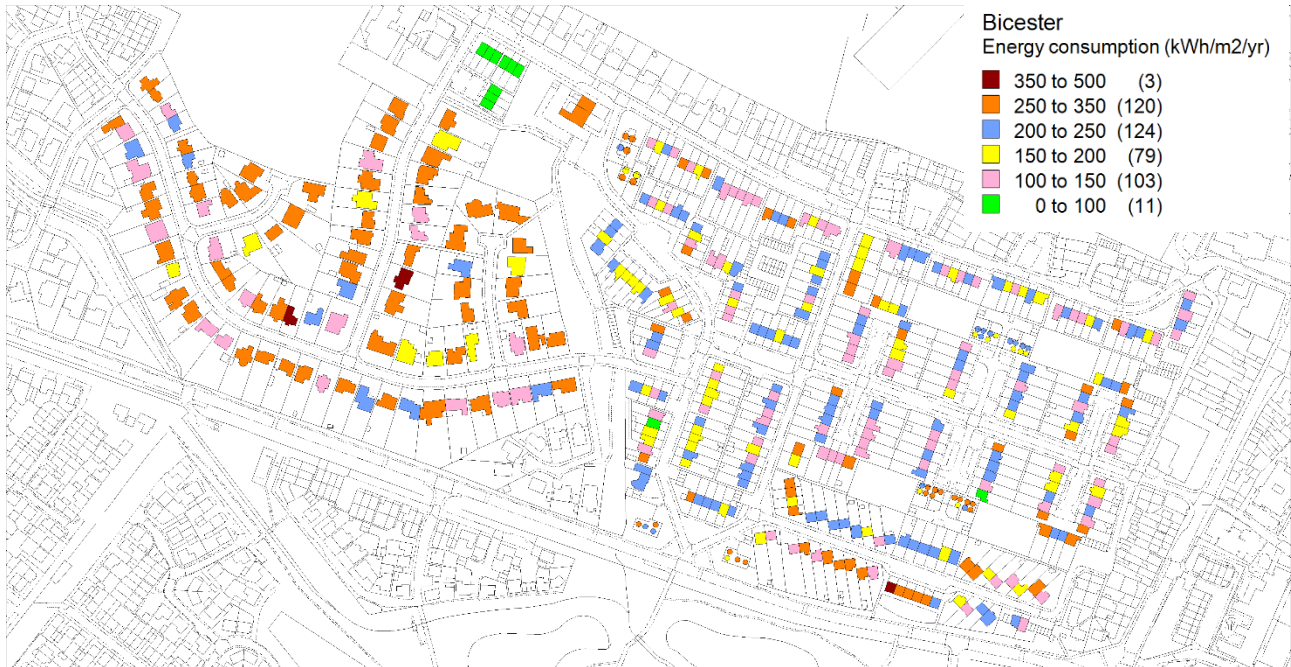 Bicester
Energy consumption (kWh/m2/yr)
350 to 500 (3)
250 to 350 (120)
200 to 250 (124)
150 to 200 (79)
100 to 150 (103)
0 to 100 (11)